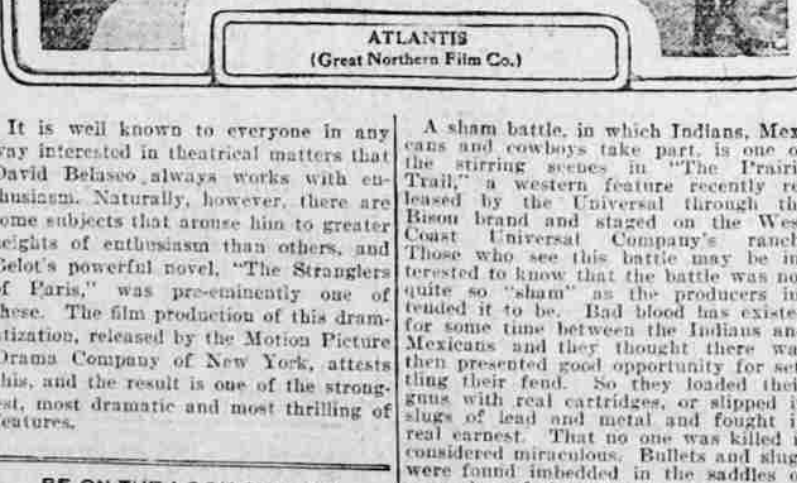 ATLANTIS
(Great Northern Film Co.)
It is well known to everyone in any
way interested in theatrical matters that
David Belasco always works with en-
thusiasm. Naturally, however, there are
some subjects that arouse him to greater
heights of enthusiasm than others, and
Belot's powerful novel, "The Stranglers
of Paris," was pre-eminently one of
these. The film production of this dram-
atization, released by the Motion Picture
Drama Company of New York, attests
this, and the result is one of the strong-
est, most dramatic and most thrilling of
features.
A sham battle, in which Indians, Mex
cans and cowboys take part, is one o
the stirring scenes in "The Prairi
Trail," a western feature recently re
leased by the Universal through th
Bison brand and staged on the Wes
Coast Universal Company's ranch
Those who see this battle may be in
terested to know that the battle was no
quite so "sham" as the producers in
tended it to be. Bad blood has existe
for some time between the Indians an
Mexicans and they thought there wa
then presented good opportunity for set
tling their feud. So they loaded thei
guns with real cartridges, or slipped i
slugs of lead and metal and fought i
real earnest. That no one was killed i
considered miraculous. Bullets and slug
were found imbedded in the saddles o